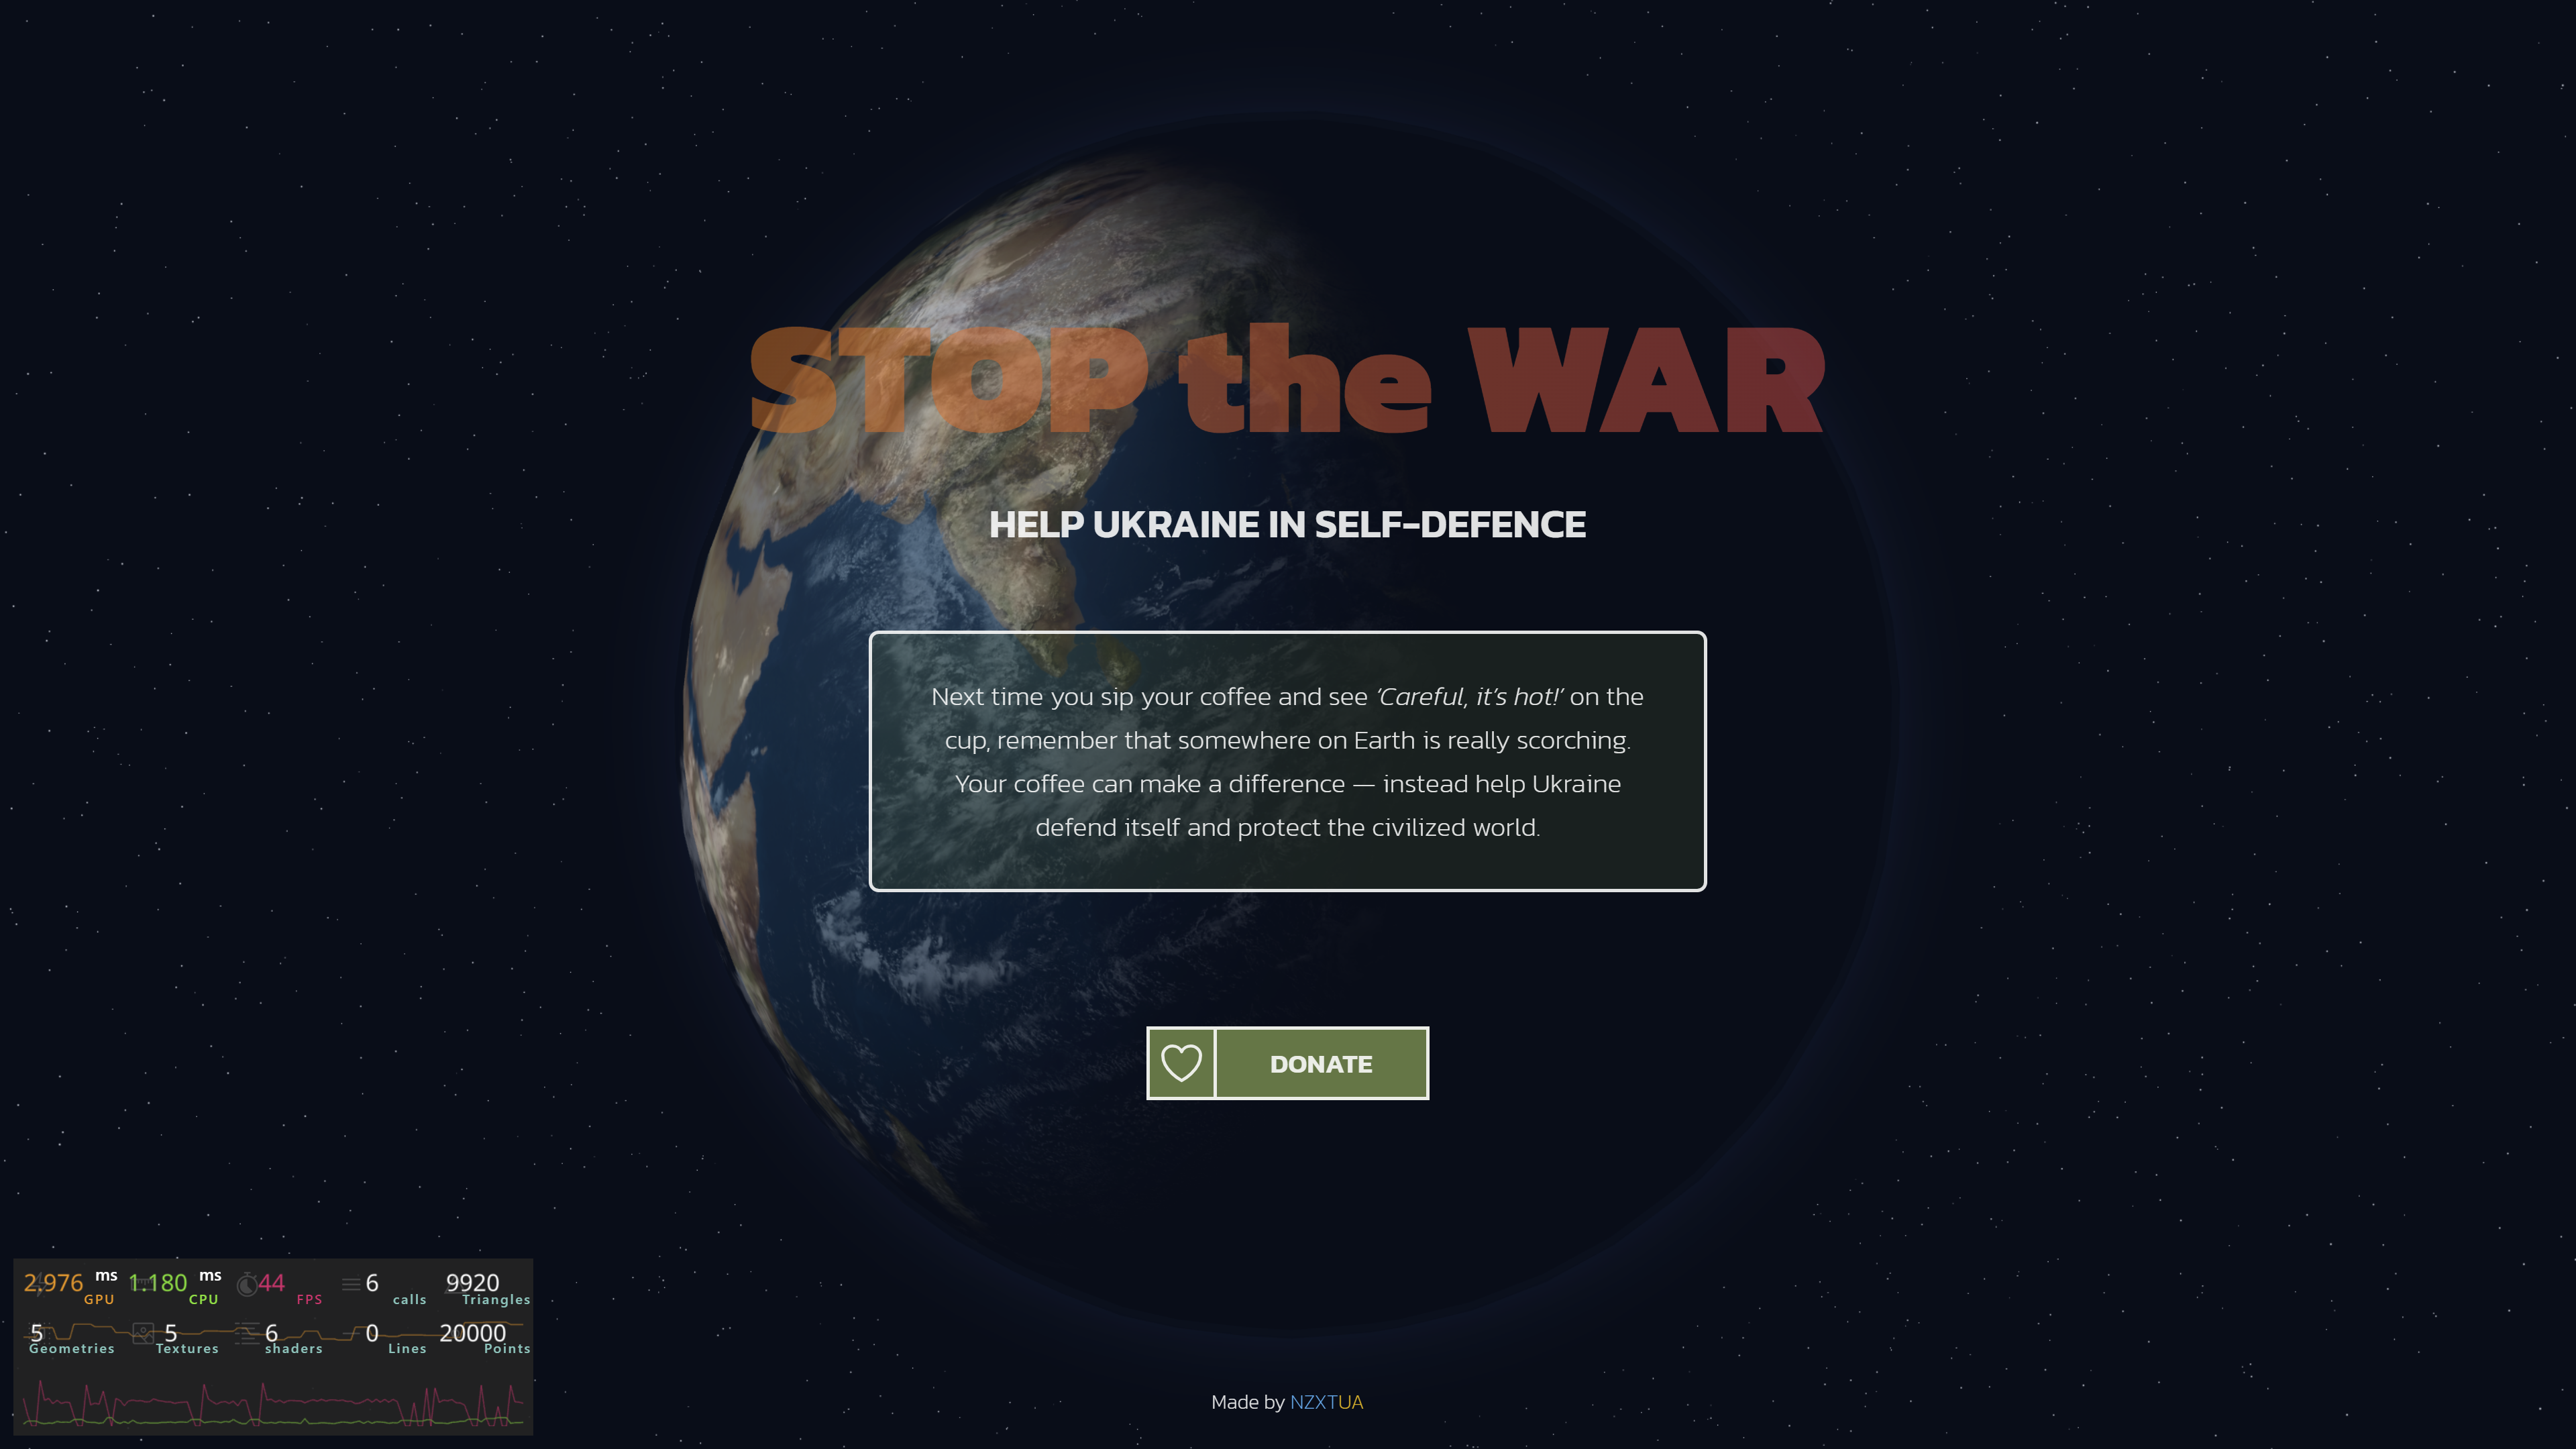 STOP the WAR
HELP UKRAINE IN SELF-DEFENCE
Next time you sip your coffee and see ‘Careful, it’s hot!’ on the
cup, remember that somewhere on Earth is really scorching.
Your coffee can make a difference — instead help Ukraine
defend itself and protect the civilized world.
DONATE
2.976 ms GPU 1.180 ms CPU 44 FPS 6 calls 9920 Triangles
5 Geometries 5 Textures 6 shaders 0 Lines 20000 Points
Made by NZXTUA